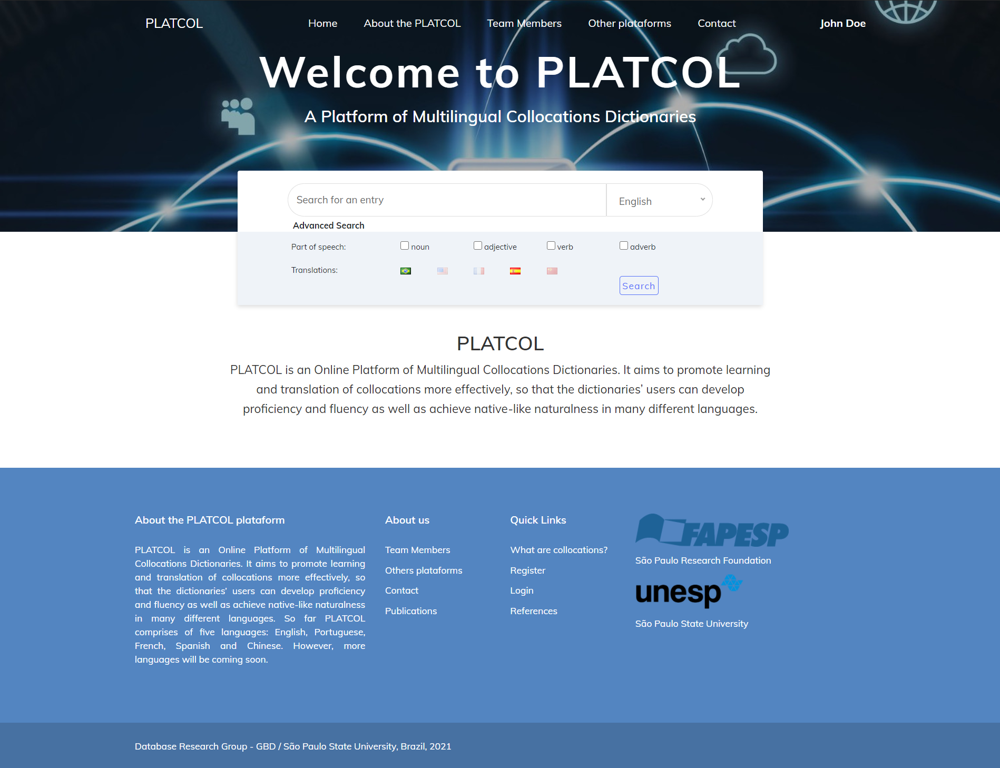 PLATCOL
Home
About the PLATCOL
Team Members
Other plataforms
Contact
John Doe
Welcome to PLATCOL
A Platform of Multilingual Collocations Dictionaries
Search for an entry
English
Advanced Search
Part of speech:
noun
adjective
verb
adverb
Translations:
Search
PLATCOL
PLATCOL is an Online Platform of Multilingual Collocations Dictionaries. It aims to promote learning
and translation of collocations more effectively, so that the dictionaries’ users can develop
proficiency and fluency as well as achieve native-like naturalness in many different languages.
About the PLATCOL plataform
PLATCOL is an Online Platform of Multilingual
Collocations Dictionaries. It aims to promote learning
and translation of collocations more effectively, so
that the dictionaries’ users can develop proficiency
and fluency as well as achieve native-like naturalness
in many different languages. So far PLATCOL
comprises of five languages: English, Portuguese,
French, Spanish and Chinese. However, more
languages will be coming soon.
About us
Team Members
Others plataforms
Contact
Publications
Quick Links
What are collocations?
Register
Login
References
FAPESP
São Paulo Research Foundation
unesp
São Paulo State University
Database Research Group - GBD / São Paulo State University, Brazil, 2021